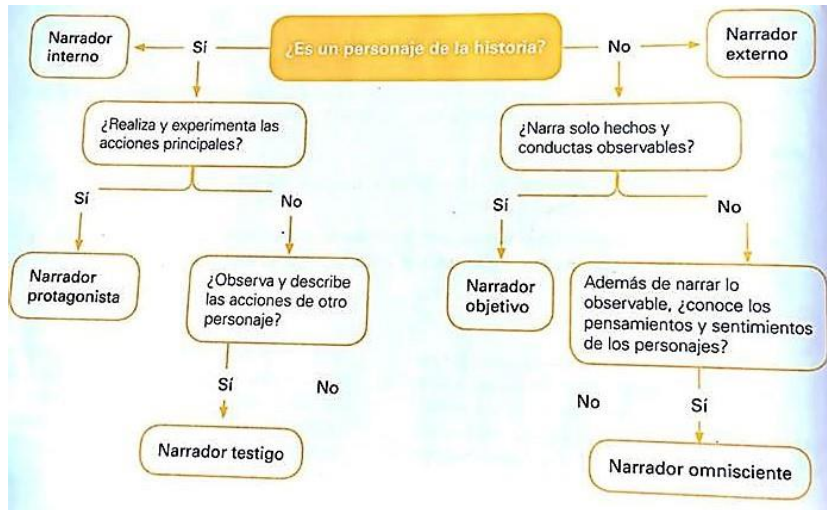 Narrador
interno
Sí
¿Es un personaje de la historia?
No
Narrador
externo
¿Realiza y experimenta las
acciones principales?
¿Narra solo hechos y
conductas observables?
Sí
No
Sí
No
Narrador
protagonista
¿Observa y describe
las acciones de otro
personaje?
Narrador
objetivo
Además de narrar lo
observable, ¿conoce los
pensamientos y sentimientos
de los personajes?
Sí
No
No
Sí
Narrador testigo
Narrador omnisciente